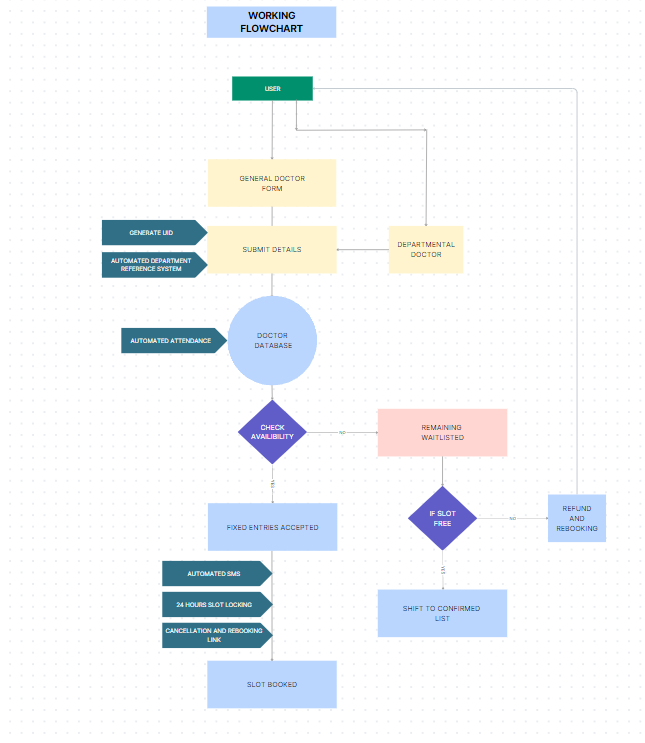 WORKING
FLOWCHART
USER
GENERAL DOCTOR
FORM
GENERATE UID
SUBMIT DETAILS
DEPARTMENTAL
DOCTOR
AUTOMATED DEPARTMENT
REFERENCE SYSTEM
AUTOMATED ATTENDANCE
DOCTOR
DATABASE
CHECK
AVAILIBILITY
NO
REMAINING
WAITLISTED
YES
FIXED ENTRIES ACCEPTED
IF SLOT
FREE
NO
REFUND
AND
REBOOKING
YES
AUTOMATED SMS
24 HOURS SLOT LOCKING
CANCELLATION AND REBOOKING
LINK
SHIFT TO CONFIRMED
LIST
SLOT BOOKED